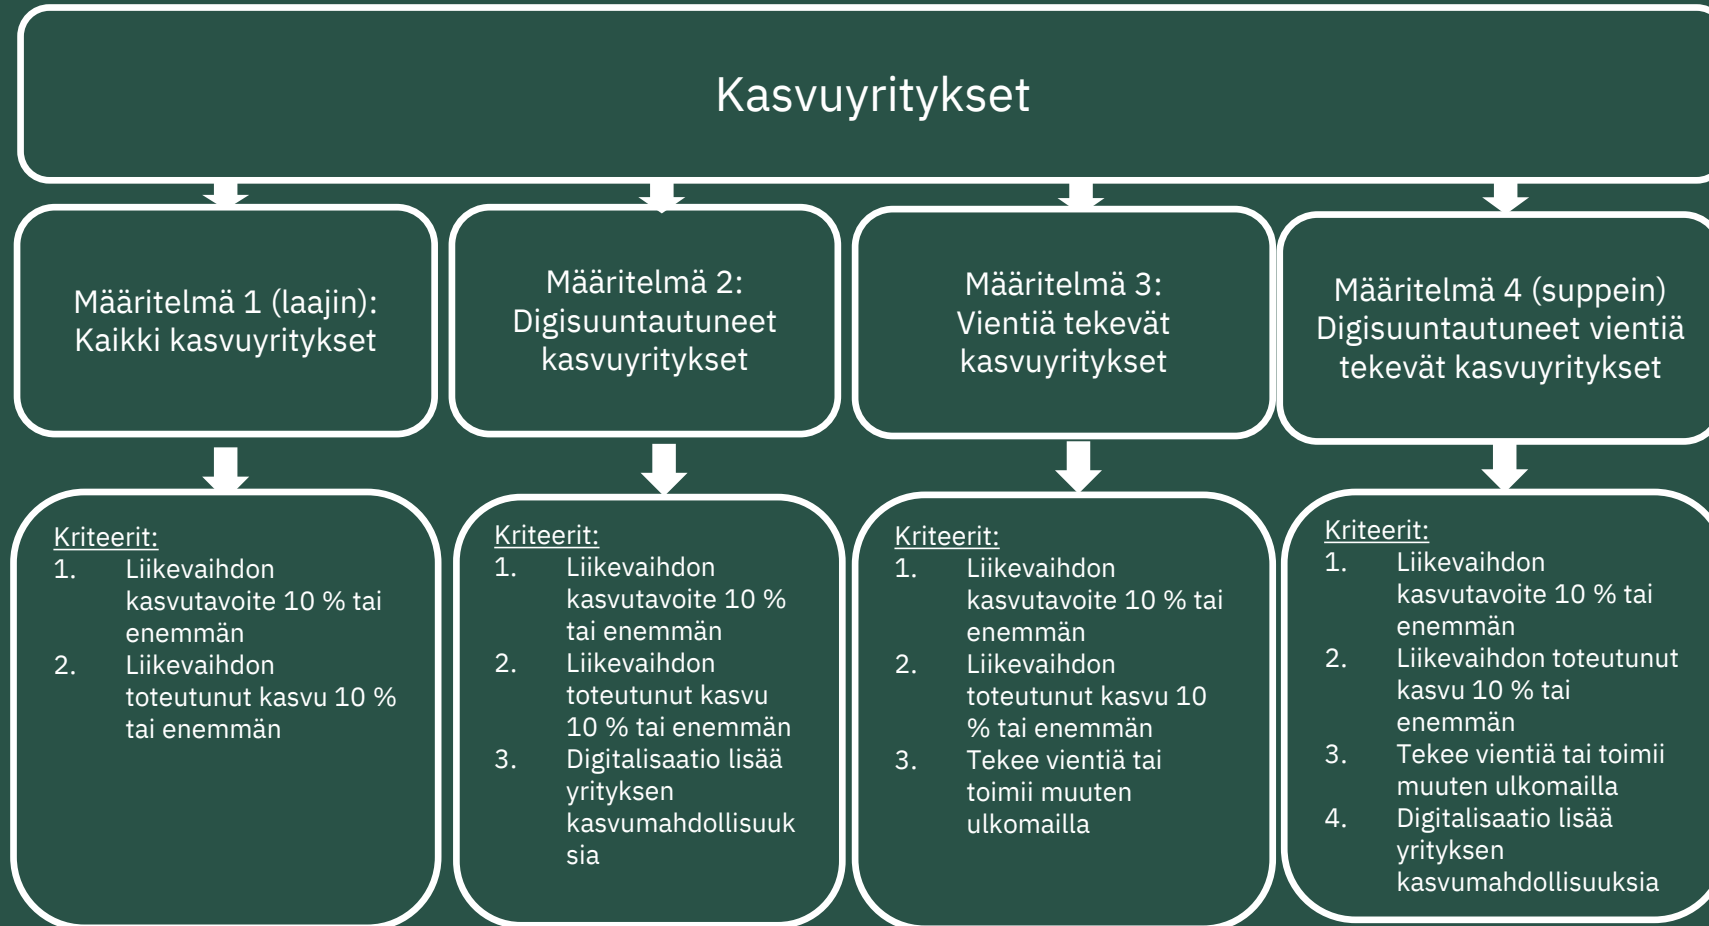 Kasvuyritykset
Määritelmä 1 (laajin):
Kaikki kasvuyritykset
Määritelmä 2:
Digisuuntautuneet
kasvuyritykset
Määritelmä 3:
Vientiä tekevät
kasvuyritykset
Määritelmä 4 (suppein)
Digisuuntautuneet vientiä
tekevät kasvuyritykset
Kriteerit:
1. Liikevaihdon
kasvutavoite 10 % tai
enemmän
2. Liikevaihdon
toteutunut kasvu 10 %
tai enemmän
Kriteerit:
1. Liikevaihdon
kasvutavoite 10 %
tai enemmän
2. Liikevaihdon
toteutunut kasvu
10 % tai enemmän
3. Digitalisaatio lisää
yrityksen
kasvumahdollisuuk
sia
Kriteerit:
1. Liikevaihdon
kasvutavoite 10 % tai
enemmän
2. Liikevaihdon
toteutunut kasvu 10
% tai enemmän
3. Tekee vientiä tai
toimii muuten
ulkomailla
Kriteerit:
1. Liikevaihdon
kasvutavoite 10 % tai
enemmän
2. Liikevaihdon toteutunut
kasvu 10 % tai
enemmän
3. Tekee vientiä tai toimii
muuten ulkomailla
4. Digitalisaatio lisää
yrityksen
kasvumahdollisuuksia